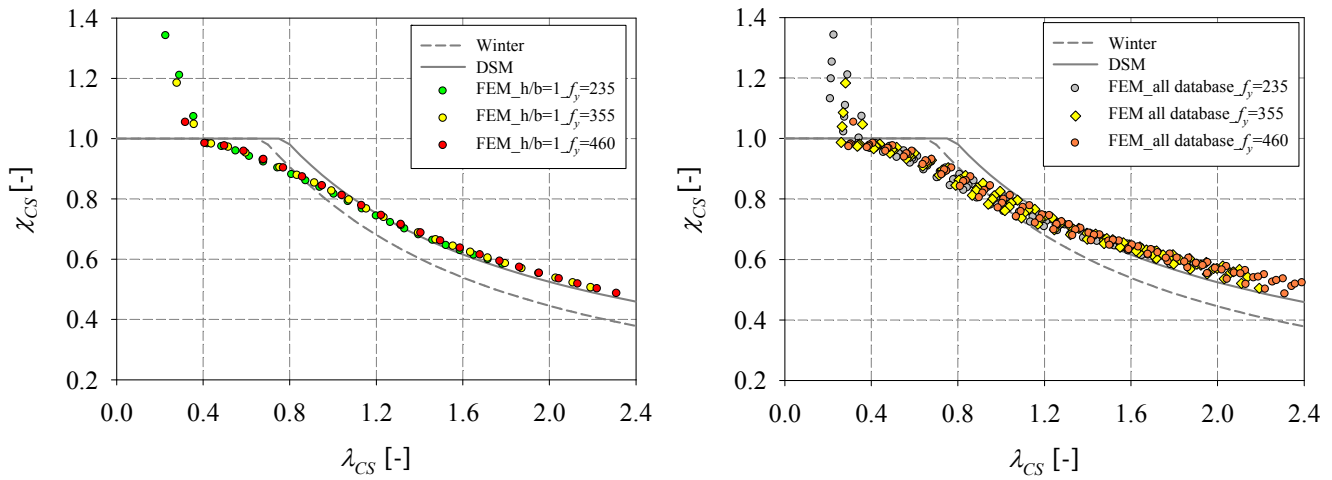 1.4
1.2
1.0
0.8
0.6
0.4
0.2
χCS [-]
0.0 0.4 0.8 1.2 1.6 2.0 2.4
λCS [-]
Winter
DSM
FEM_h/b=1_fy=235
FEM_h/b=1_fy=355
FEM_h/b=1_fy=460
1.4
1.2
1.0
0.8
0.6
0.4
0.2
χCS [-]
0.0 0.4 0.8 1.2 1.6 2.0 2.4
λCS [-]
Winter
DSM
FEM_all database_fy=235
FEM all database_fy=355
FEM_all database_fy=460